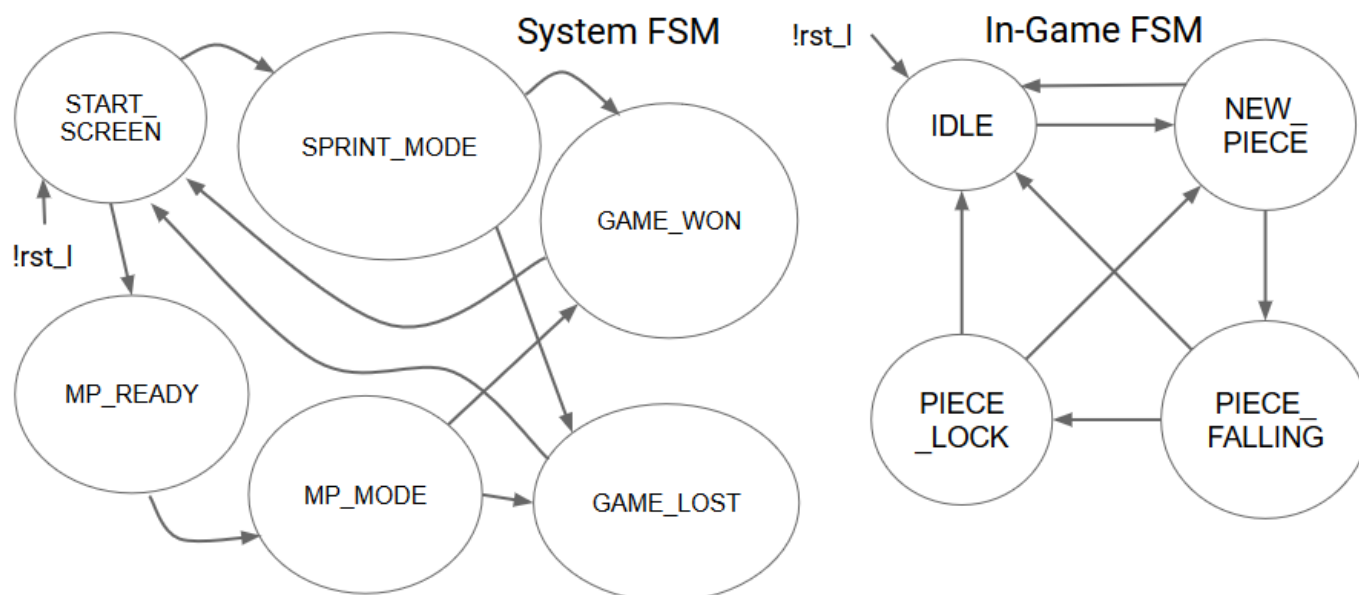 System FSM
START_
SCREEN
SPRINT_MODE
GAME_WON
!rst_l
MP_READY
MP_MODE
GAME_LOST
In-Game FSM
!rst_l
IDLE
NEW_
PIECE
PIECE
_LOCK
PIECE_
FALLING